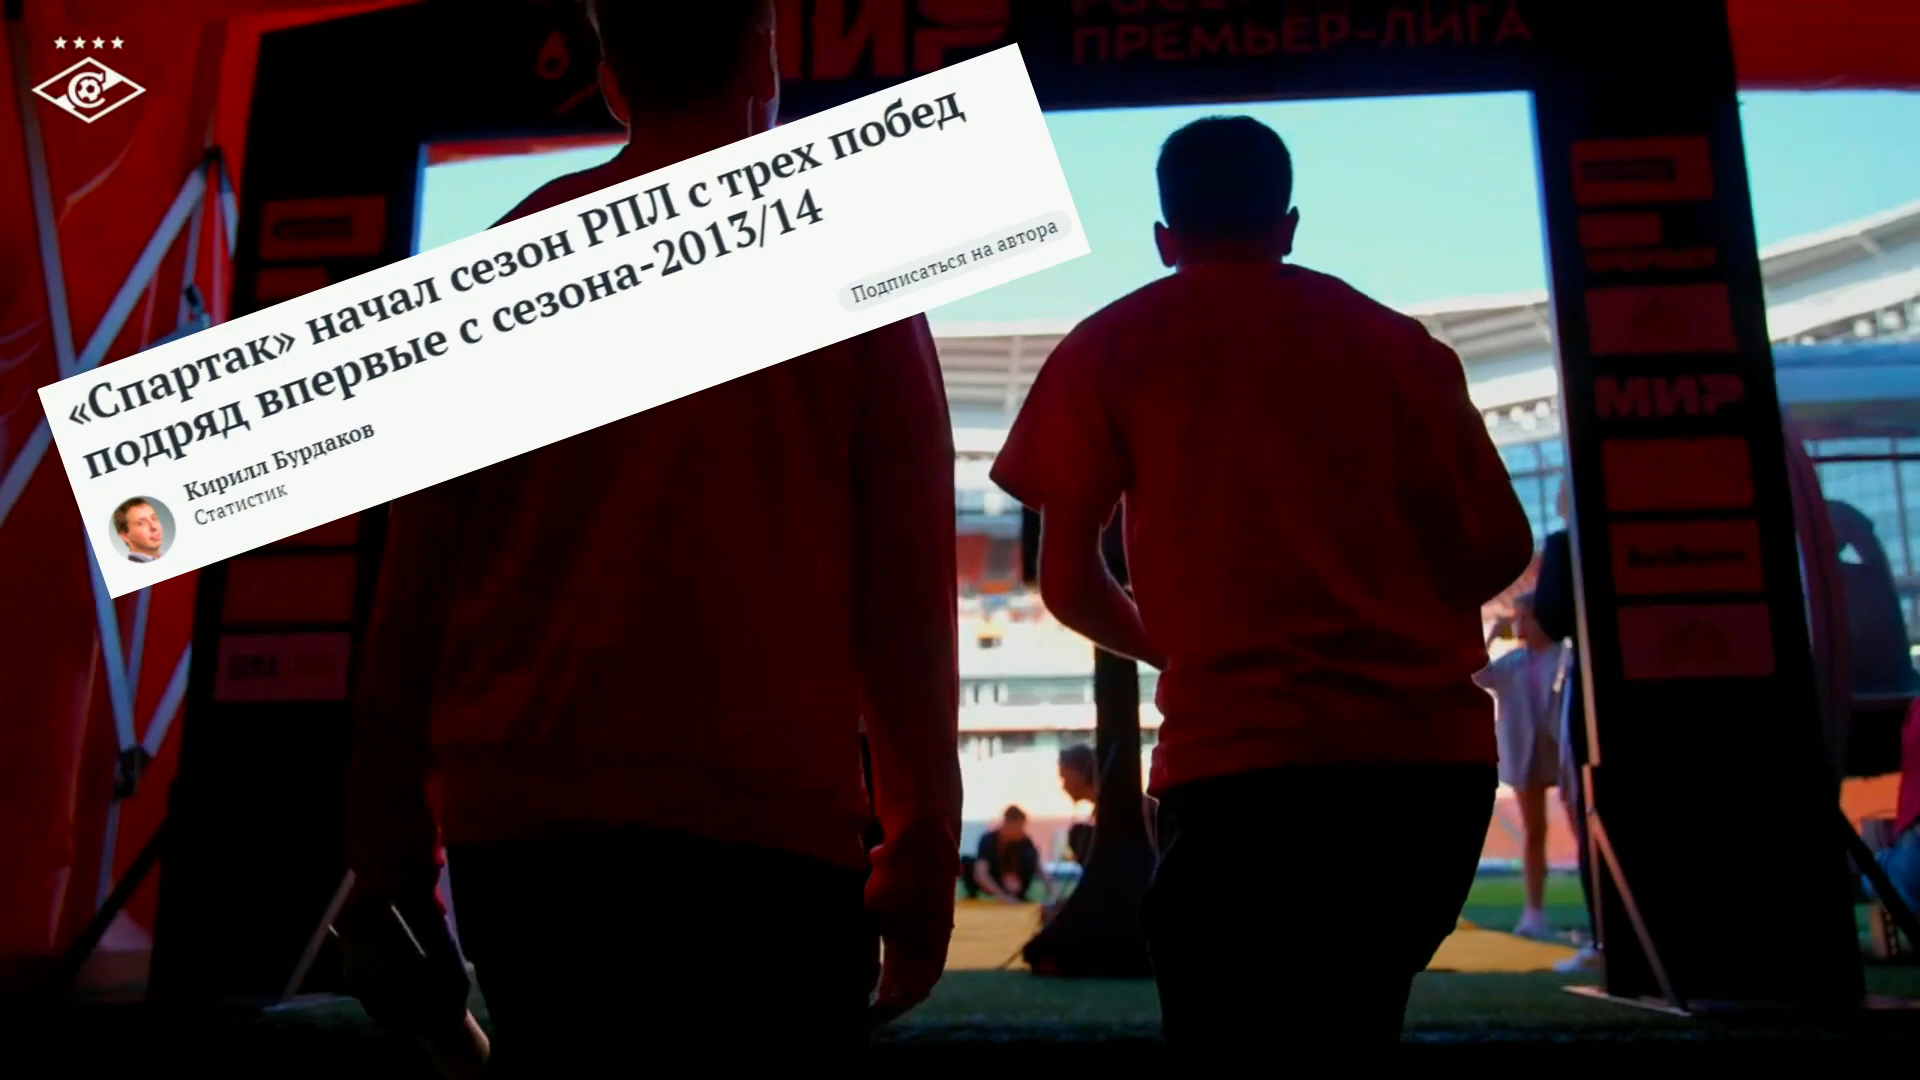 МИР
ПРЕМЬЕР-ЛИГА
«Спартак» начал сезон РПЛ с трех побед
подряд впервые с сезона-2013/14
Кирилл Бурдаков
Статистик
Подписаться на автора
МИР